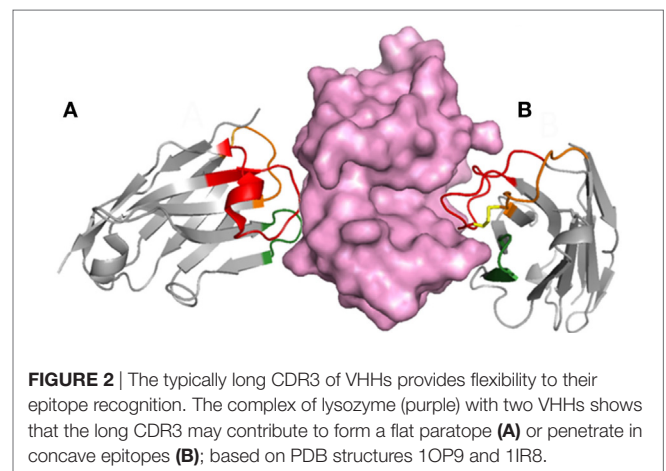 A
B
FIGURE 2 | The typically long CDR3 of VHHs provides flexibility to their
epitope recognition. The complex of lysozyme (purple) with two VHHs shows
that the long CDR3 may contribute to form a flat paratope (A) or penetrate in
concave epitopes (B); based on PDB structures 1OP9 and 1IR8.